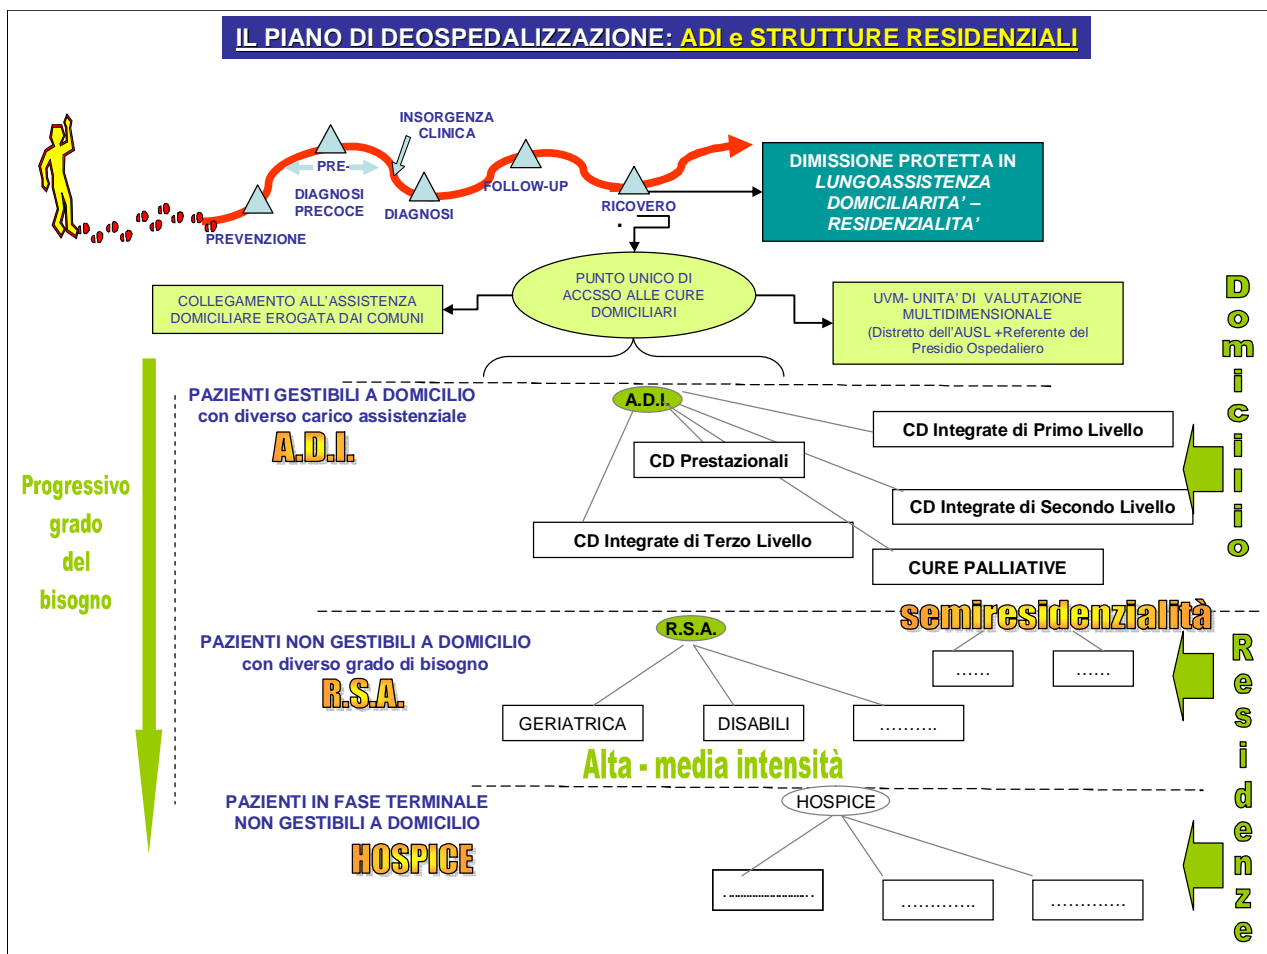 IL PIANO DI DEOSPEDALIZZAZIONE: ADI e STRUTTURE RESIDENZIALI
INSORGENZA
CLINICA
PRE-
DIAGNOSI
PRECOCE
DIAGNOSI
FOLLOW-UP
RICOVERO
.
PREVENZIONE
DIMISSIONE PROTETTA IN
LUNGOASSISTENZA
DOMICILIARITA' –
RESIDENZIALITA'
PUNTO UNICO DI
ACCSSO ALLE CURE
DOMICILIARI
COLLEGAMENTO ALL'ASSISTENZA
DOMICILIARE EROGATA DAI COMUNI
UVM- UNITA' DI VALUTAZIONE
MULTIDIMENSIONALE
(Distretto dell'AUSL +Referente del
Presidio Ospedaliero
Domicilio
PAZIENTI GESTIBILI A DOMICILIO
con diverso carico assistenziale
A.D.I.
A.D.I.
CD Integrate di Primo Livello
CD Prestazionali
CD Integrate di Secondo Livello
CD Integrate di Terzo Livello
CURE PALLIATIVE
Progressivo
grado
del
bisogno
semiresidenzialità
……
……
PAZIENTI NON GESTIBILI A DOMICILIO
con diverso grado di bisogno
R.S.A.
R.S.A.
GERIATRICA
DISABILI
……….
Alta - media intensità
Residenze
PAZIENTI IN FASE TERMINALE
NON GESTIBILI A DOMICILIO
HOSPICE
HOSPICE
...........................
………….
………….